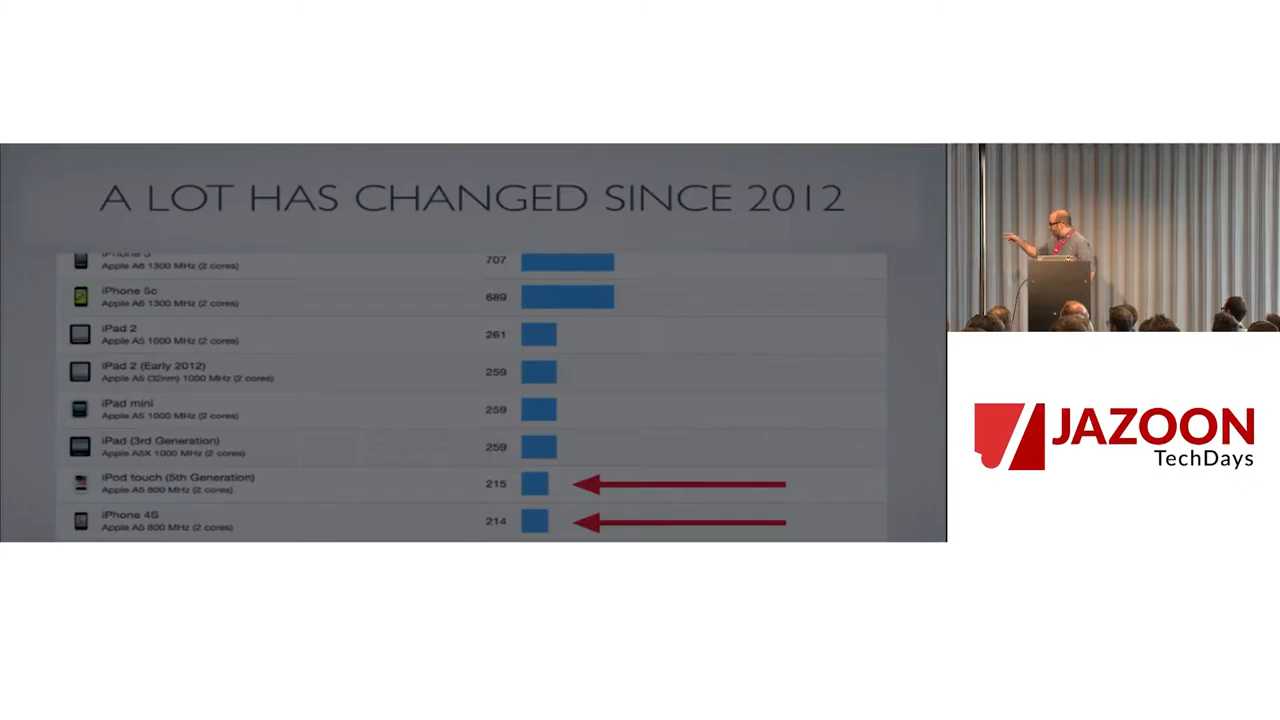 A LOT HAS CHANGED SINCE 2012
iPhone 5
Apple A6 1300 MHz (2 cores)
707
iPhone 5c
Apple A6 1300 MHz (2 cores)
689
iPad 2
Apple A5 1000 MHz (2 cores)
261
iPad 2 (Early 2012)
Apple A5 (32nm) 1000 MHz (2 cores)
259
iPad mini
Apple A5 1000 MHz (2 cores)
259
iPad (3rd Generation)
Apple A5X 1000 MHz (2 cores)
259
iPod touch (5th Generation)
Apple A5 800 MHz (2 cores)
215
iPhone 4S
Apple A5 800 MHz (2 cores)
214
JAZOON
TechDays